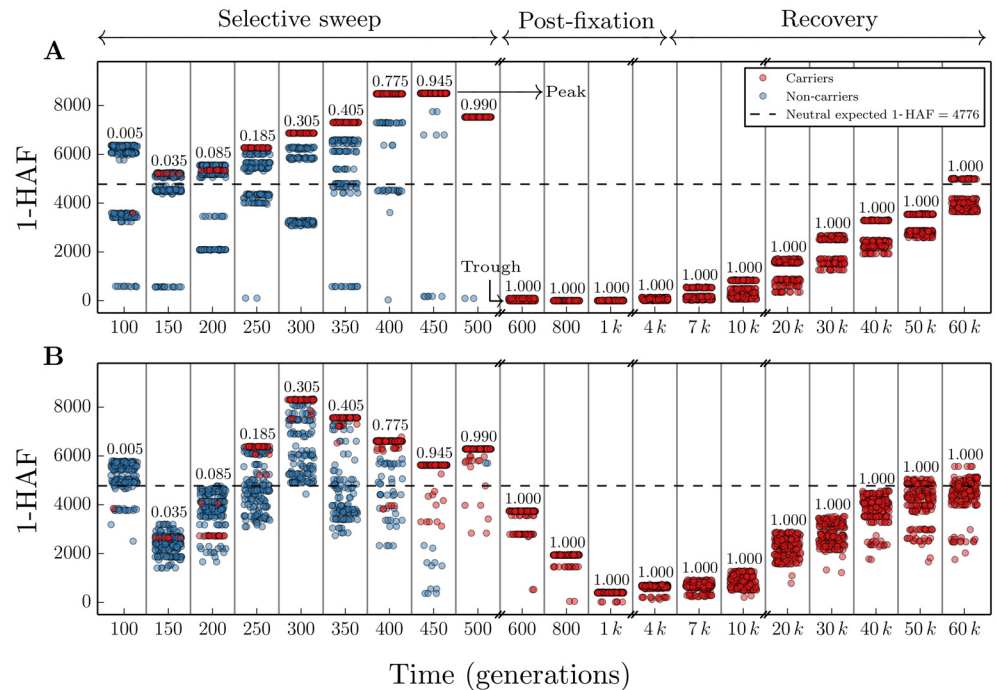 Selective sweep Post-fixation Recovery
A
8000
6000
4000
2000
0
1-HAF
0.005 0.035 0.085 0.185 0.305 0.405 0.775 0.945 0.990 1.000 1.000 1.000 1.000 1.000 1.000 1.000 1.000 1.000 1.000 1.000
Peak
Trough
Carriers
Non-carriers
Neutral expected 1-HAF = 4776
100 150 200 250 300 350 400 450 500 600 800 1 k 4 k 7 k 10 k 20 k 30 k 40 k 50 k 60 k
B
8000
6000
4000
2000
0
1-HAF
0.005 0.035 0.085 0.185 0.305 0.405 0.775 0.945 0.990 1.000 1.000 1.000 1.000 1.000 1.000 1.000 1.000 1.000 1.000 1.000
100 150 200 250 300 350 400 450 500 600 800 1 k 4 k 7 k 10 k 20 k 30 k 40 k 50 k 60 k
Time (generations)